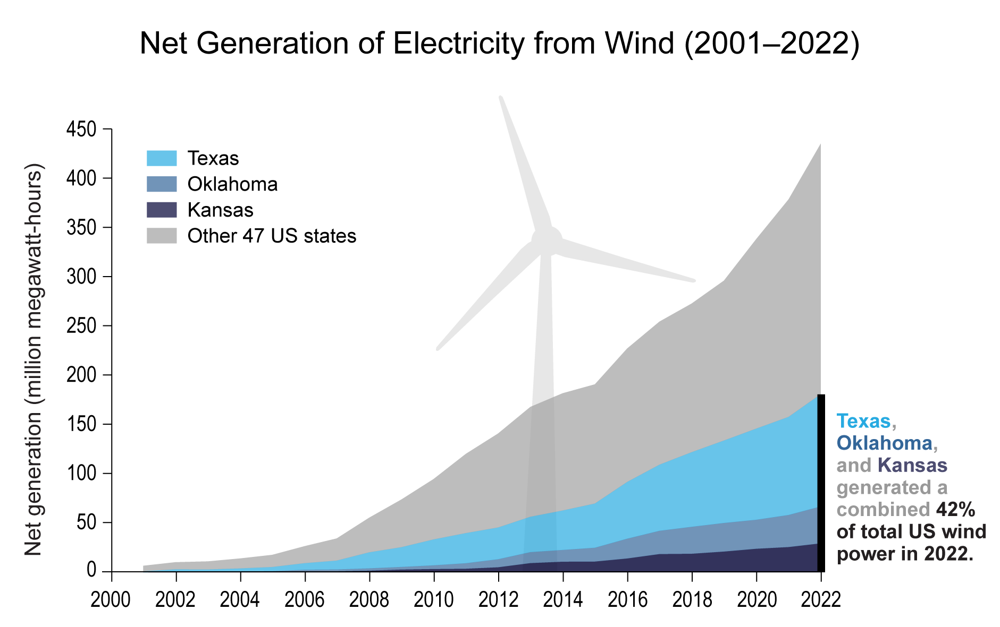 Net Generation of Electricity from Wind (2001–2022)
Net generation (million megawatt-hours)
450
400
350
300
250
200
150
100
50
0
Texas
Oklahoma
Kansas
Other 47 US states
Texas,
Oklahoma,
and Kansas
generated a
combined 42%
of total US wind
power in 2022.
2000 2002 2004 2006 2008 2010 2012 2014 2016 2018 2020 2022